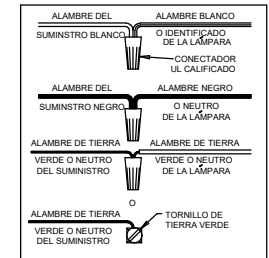 ALAMBRE DEL ALAMBRE BLANCO
SUMINSTRO BLANCO O IDENTIFICADO
DE LA LÁMPARA
CONECTADOR
UL CALIFICADO
ALAMBRE DEL ALAMBRE NEGRO
SUMINSTRO NEGRO O NEUTRO
DE LA LÁMPARA
ALAMBRE DE TIERRA ALAMBRE DE TIERRA
VERDE O NEUTRO VERDE O NEUTRO
DEL SUMINISTRO DE LA LÁMPARA
O
ALAMBRE DE TIERRA TORNILLO DE
TIERRA VERDE
VERDE O NEUTRO
DEL SUMINISTRO